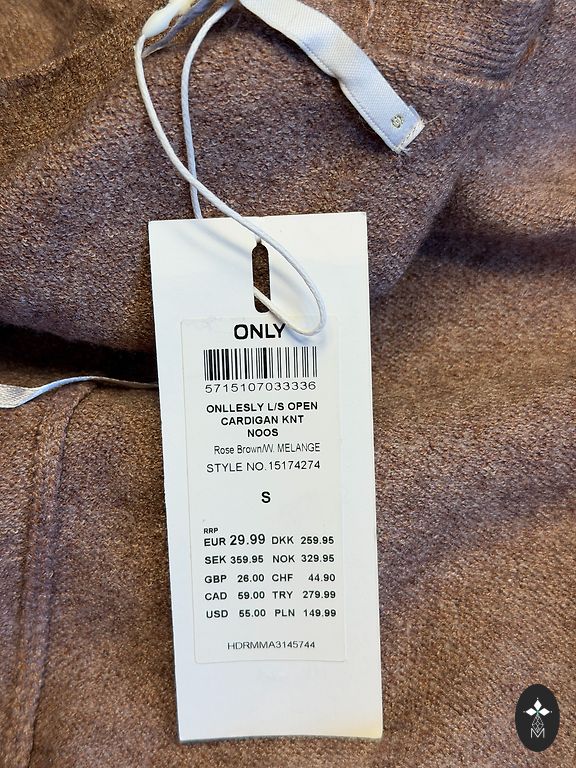 ONLY
5715107033336
ONLLESLY L/S OPEN
CARDIGAN KNT
NOOS
Rose Brown/W. MELANGE
STYLE NO.15174274
S
RRP
EUR 29.99 DKK 259.95
SEK 359.95 NOK 329.95
GBP 26.00 CHF 44.90
CAD 59.00 TRY 279.99
USD 55.00 PLN 149.99
HDRMMA3145744
M